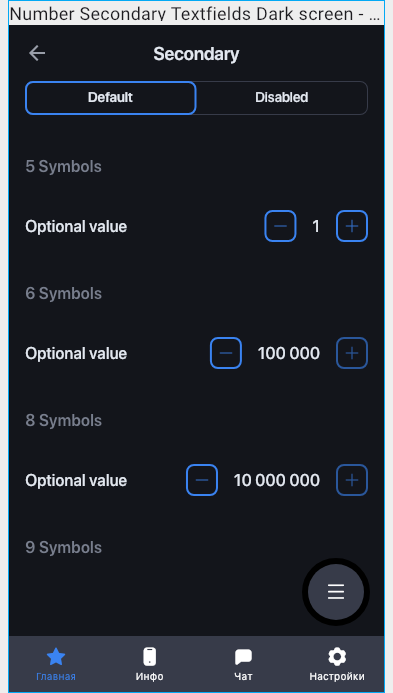 Number Secondary Textfields Dark screen - ...
Secondary
Default Disabled
5 Symbols
Optional value 1
6 Symbols
Optional value 100 000
8 Symbols
Optional value 10 000 000
9 Symbols
Главная Инфо Чат Настройки